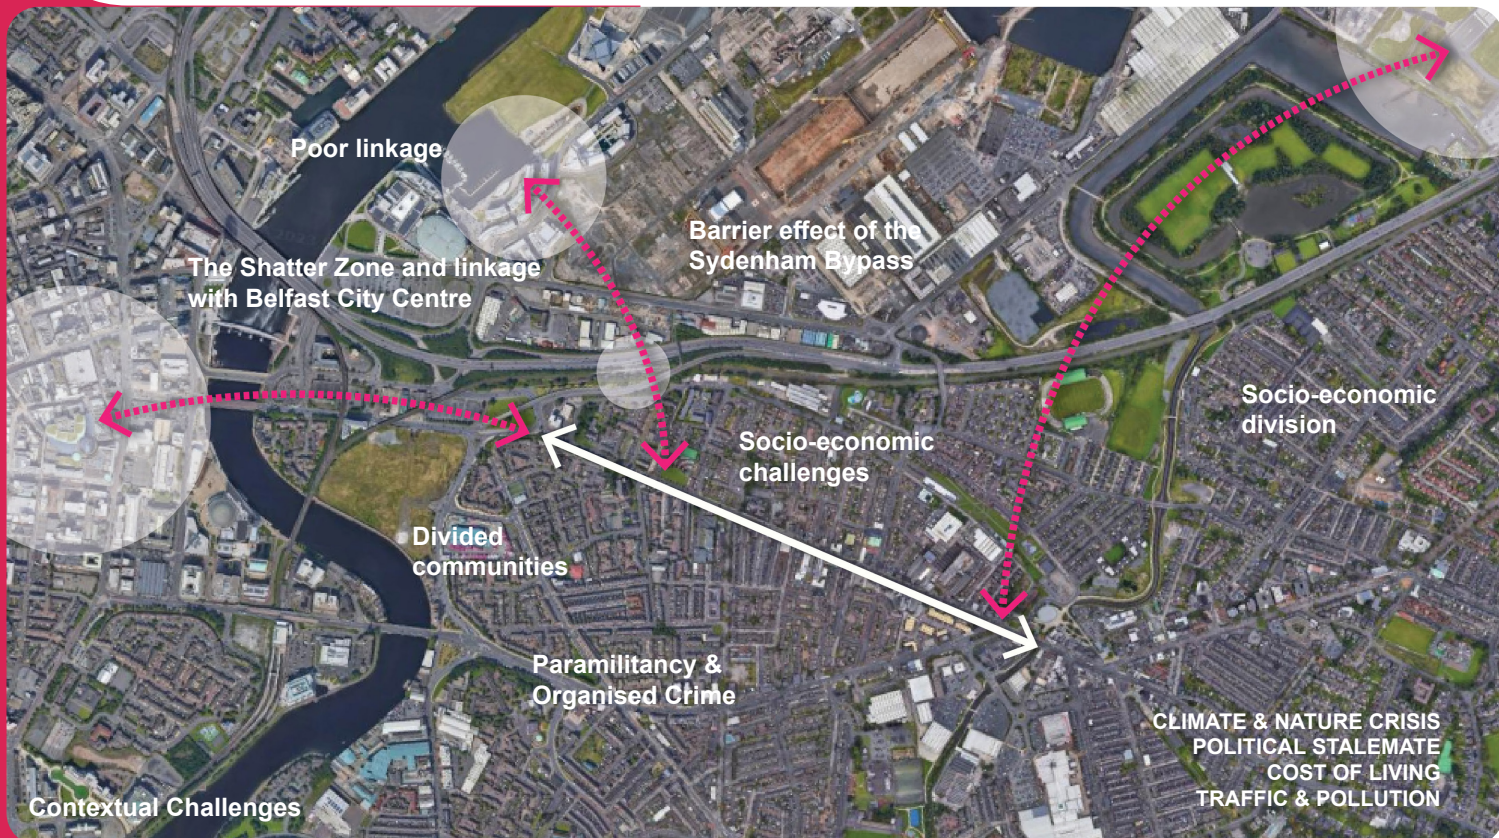 Poor linkage
Barrier effect of the
Sydenham Bypass
The Shatter Zone and linkage
with Belfast City Centre
Socio-economic
division
Socio-economic
challenges
Divided
communities
Paramilitancy &
Organised Crime
CLIMATE & NATURE CRISIS
POLITICAL STALEMATE
COST OF LIVING
TRAFFIC & POLLUTION
Contextual Challenges